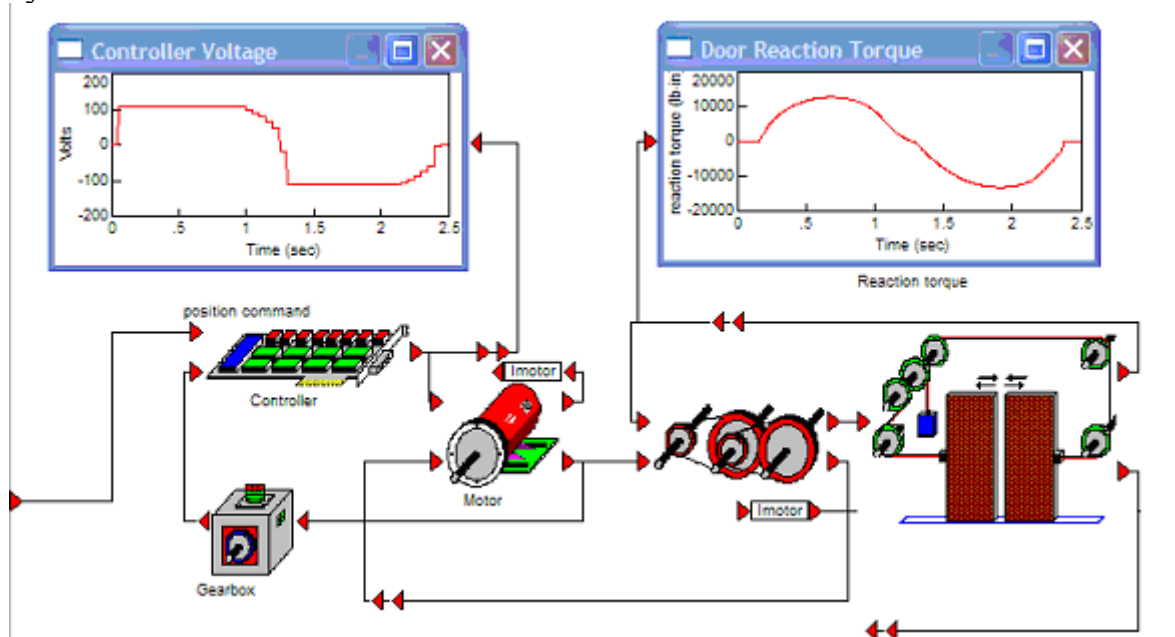 Controller Voltage
Volts
200
100
0
-100
-200
0 .5 1 1.5 2 2.5
Time (sec)
Door Reaction Torque
reaction torque (lb-in
20000
10000
0
-10000
-20000
0 .5 1 1.5 2 2.5
Time (sec)
Reaction torque
position command
Controller
Imotor
Motor
Imotor
Gearbox